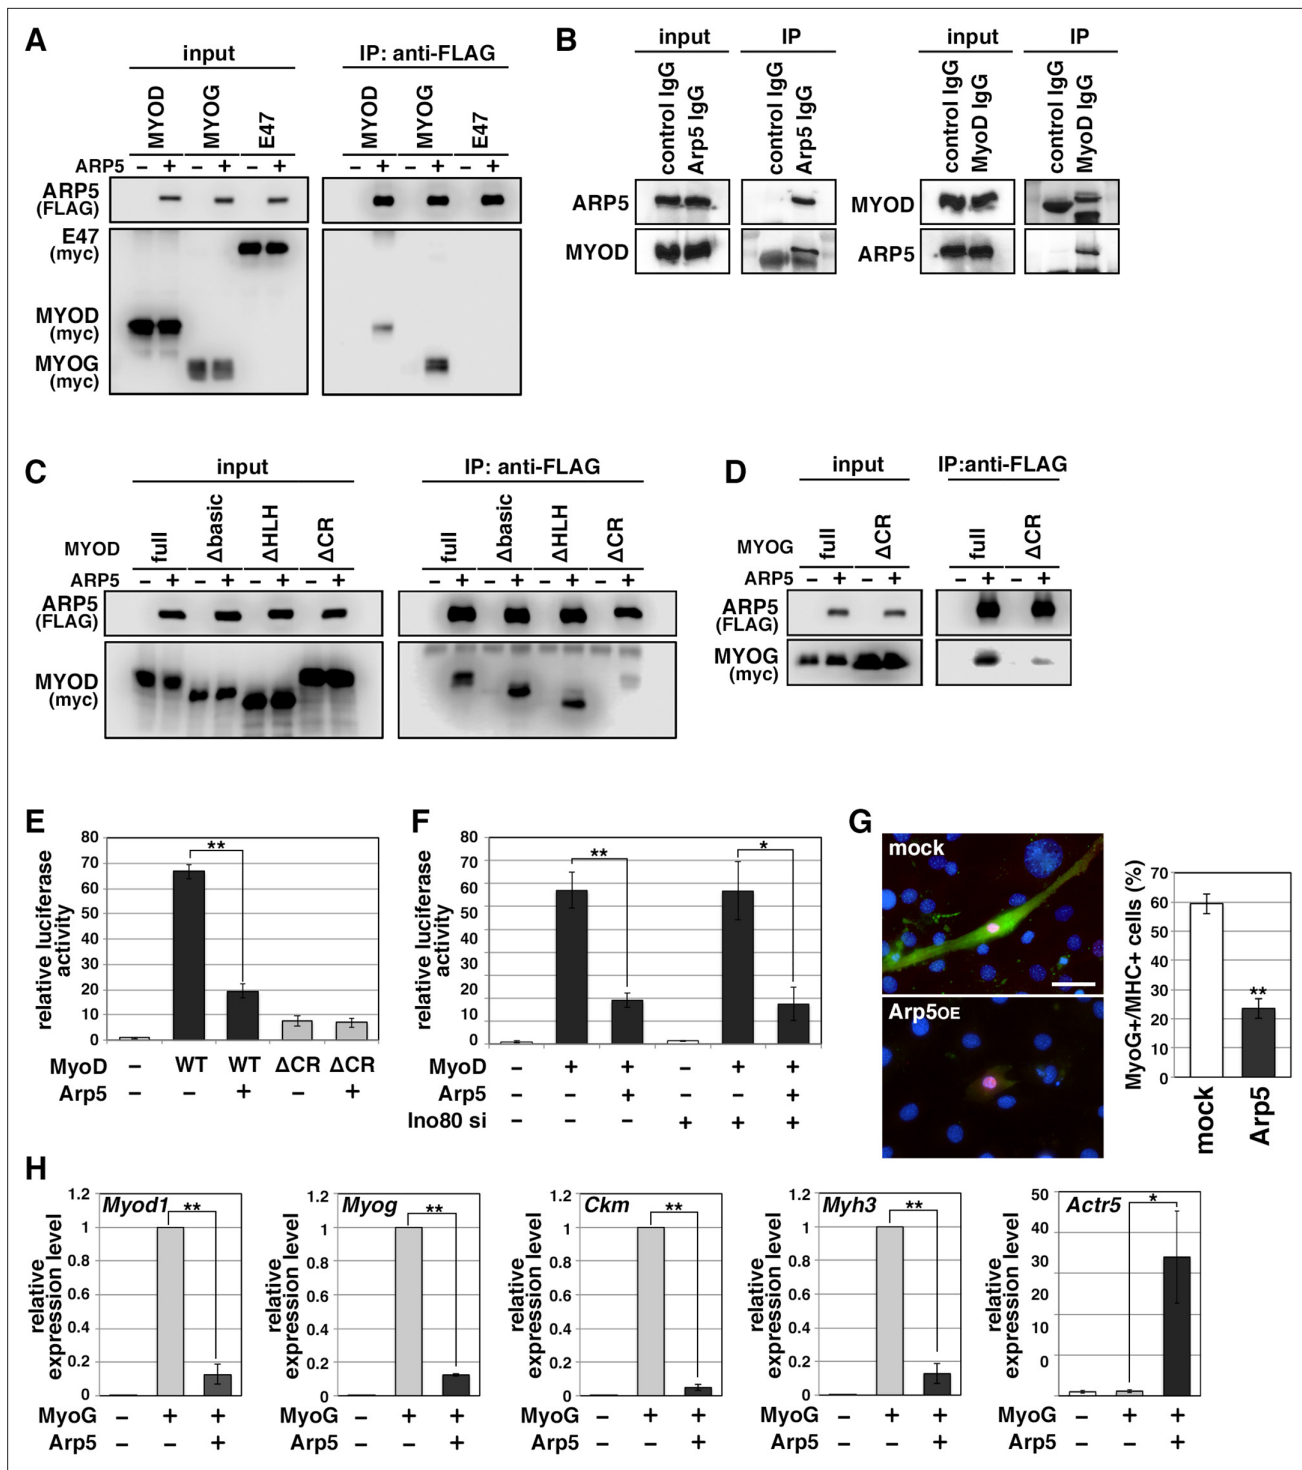 A
input
IP: anti-FLAG
MYOD
MYOG
E47
MYOD
MYOG
E47
ARP5 – + – + – + – + – + – +
ARP5
(FLAG)
E47
(myc)
MYOD
(myc)
MYOG
(myc)
B
input
IP
control IgG
Arp5 IgG
control IgG
Arp5 IgG
ARP5
MYOD
input
IP
control IgG
MyoD IgG
control IgG
MyoD IgG
MYOD
ARP5
C
input
IP: anti-FLAG
MYOD
full
Δbasic
ΔHLH
ΔCR
full
Δbasic
ΔHLH
ΔCR
ARP5 – + – + – + – + – + – + – + – +
ARP5
(FLAG)
MYOD
(myc)
D
input
IP:anti-FLAG
MYOG
full
ΔCR
full
ΔCR
ARP5 – + – + – + – +
ARP5
(FLAG)
MYOG
(myc)
E
relative luciferase
activity
80
70
60
50
40
30
20
10
0
**
MyoD – WT WT ΔCR ΔCR
Arp5 – – + – +
F
relative luciferase
activity
80
70
60
50
40
30
20
10
0
**
*
MyoD – + + – + +
Arp5 – – + – – +
Ino80 si – – – + + +
G
mock
Arp5OE
MyoG+/MHC+ cells (%)
70
60
50
40
30
20
10
0
**
mock
Arp5
H
relative
expression level
Myod1
1.2
1
0.8
0.6
0.4
0.2
0
**
MyoG – + +
Arp5 – – +
relative
expression level
Myog
1.2
1
0.8
0.6
0.4
0.2
0
**
MyoG – + +
Arp5 – – +
relative
expression level
Ckm
1.2
1
0.8
0.6
0.4
0.2
0
**
MyoG – + +
Arp5 – – +
relative
expression level
Myh3
1.2
1
0.8
0.6
0.4
0.2
0
**
MyoG – + +
Arp5 – – +
relative
expression level
Actr5
50
40
30
20
10
0
*
MyoG – + +
Arp5 – – +